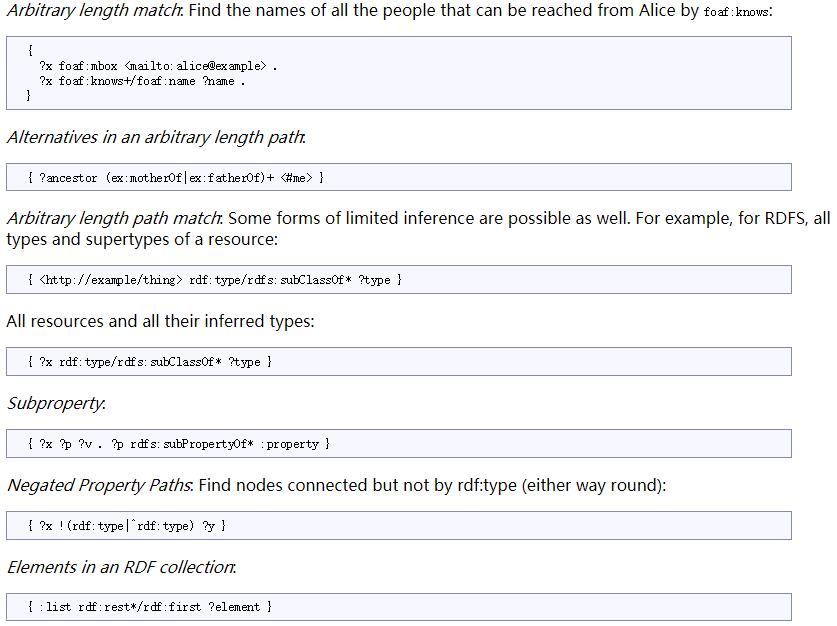 Arbitrary length match: Find the names of all the people that can be reached from Alice by foaf:knows:
{
?x foaf:mbox <mailto:alice@example> .
?x foaf:knows+/foaf:name ?name .
}
Alternatives in an arbitrary length path:
{ ?ancestor (ex:motherOf|ex:fatherOf)+ <#me> }
Arbitrary length path match: Some forms of limited inference are possible as well. For example, for RDFS, all
types and supertypes of a resource:
{ <http://example/thing> rdf:type/rdfs:subClassOf* ?type }
All resources and all their inferred types:
{ ?x rdf:type/rdfs:subClassOf* ?type }
Subproperty:
{ ?x ?p ?v . ?p rdfs:subPropertyOf* :property }
Negated Property Paths: Find nodes connected but not by rdf:type (either way round):
{ ?x !(rdf:type|^rdf:type) ?y }
Elements in an RDF collection:
{ :list rdf:rest*/rdf:first ?element }